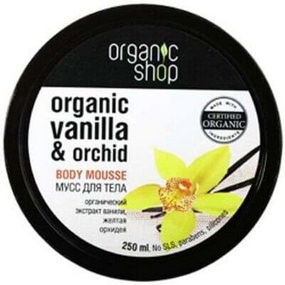 organic
shop
MADE WITH
CERTIFIED
ORGANIC
INGREDIENTS
organic
vanilla
& orchid
BODY MOUSSE
МУСС ДЛЯ ТЕЛА
органический
экстракт ванили,
желтая
орхидея
250 ml. No SLS, parabens, silicones